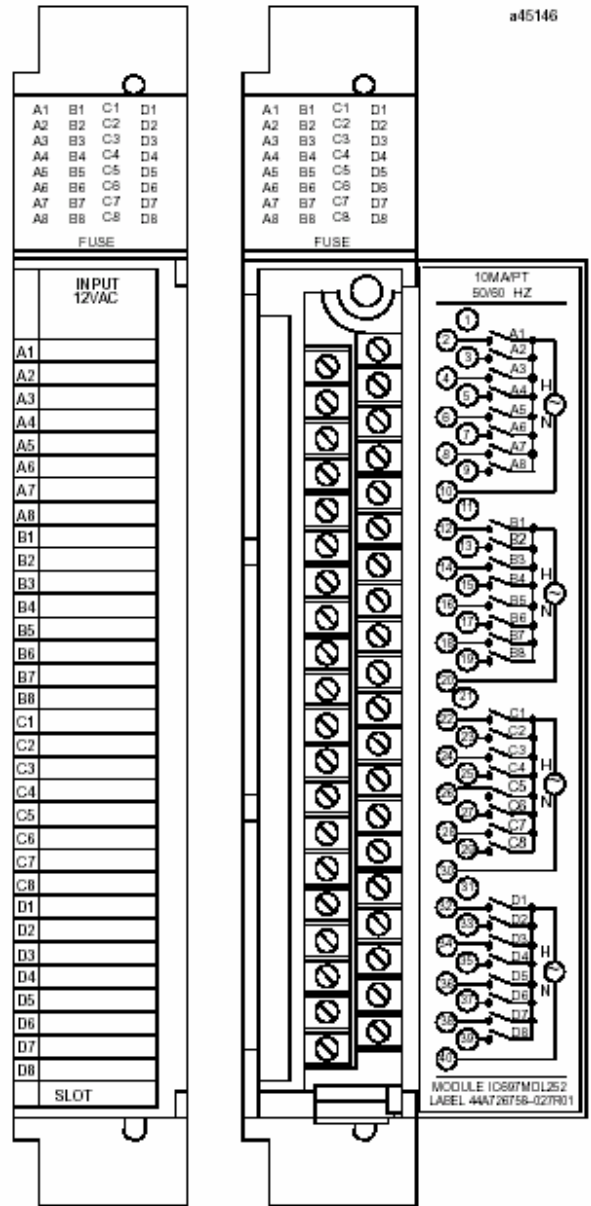 a45146
A1 B1 C1 D1
A2 B2 C2 D2
A3 B3 C3 D3
A4 B4 C4 D4
A5 B5 C5 D5
A6 B6 C6 D6
A7 B7 C7 D7
A8 B8 C8 D8
FUSE
INPUT
12VAC
A1
A2
A3
A4
A5
A6
A7
A8
B1
B2
B3
B4
B5
B6
B7
B8
C1
C2
C3
C4
C5
C6
C7
C8
D1
D2
D3
D4
D5
D6
D7
D8
SLOT
A1 B1 C1 D1
A2 B2 C2 D2
A3 B3 C3 D3
A4 B4 C4 D4
A5 B5 C5 D5
A6 B6 C6 D6
A7 B7 C7 D7
A8 B8 C8 D8
FUSE
10MA/PT
50/60 HZ
1
2 A1
3 A2
4 A3
5 A4 H
6 A5 N
7 A6
8 A7
9 A8
10
11
12 B1
13 B2
14 B3
15 B4 H
16 B5 N
17 B6
18 B7
19 B8
20
21
22 C1
23 C2
24 C3
25 C4 H
26 C5 N
27 C6
28 C7
29 C8
30
31
32 D1
33 D2
34 D3
35 D4 H
36 D5 N
37 D6
38 D7
39 D8
40
MODULE IC697MDL252
LABEL 44A726758-027R01